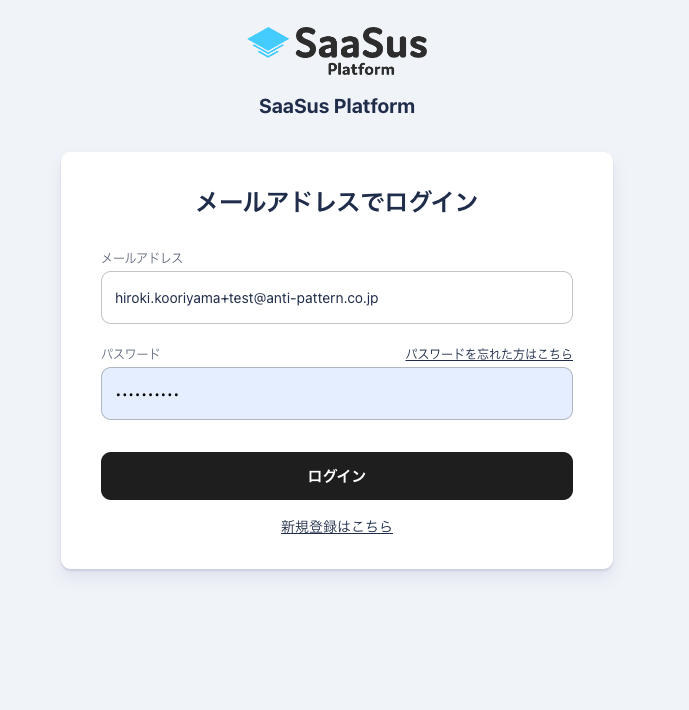 SaaSus
Platform
SaaSus Platform
メールアドレスでログイン
メールアドレス
hiroki.kooriyama+test@anti-pattern.co.jp
パスワード パスワードを忘れた方はこちら
••••••••••
ログイン
新規登録はこちら